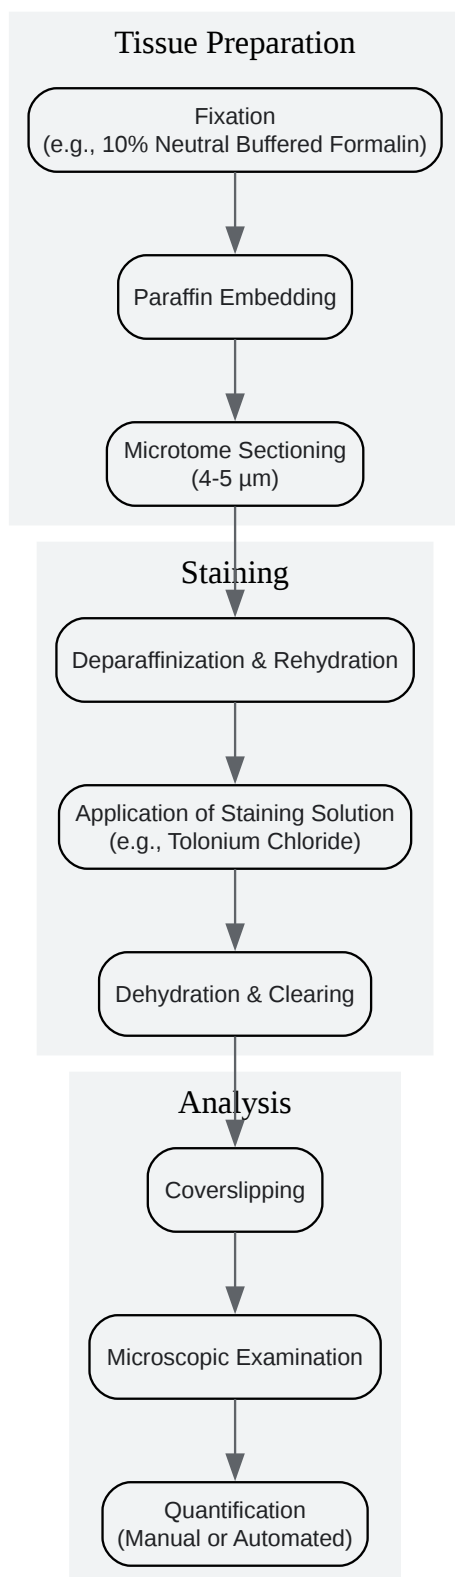 Tissue Preparation
Fixation
(e.g., 10% Neutral Buffered Formalin)
Paraffin Embedding
Microtome Sectioning
(4-5 µm)
Staining
Deparaffinization & Rehydration
Application of Staining Solution
(e.g., Tolonium Chloride)
Dehydration & Clearing
Analysis
Coverslipping
Microscopic Examination
Quantification
(Manual or Automated)